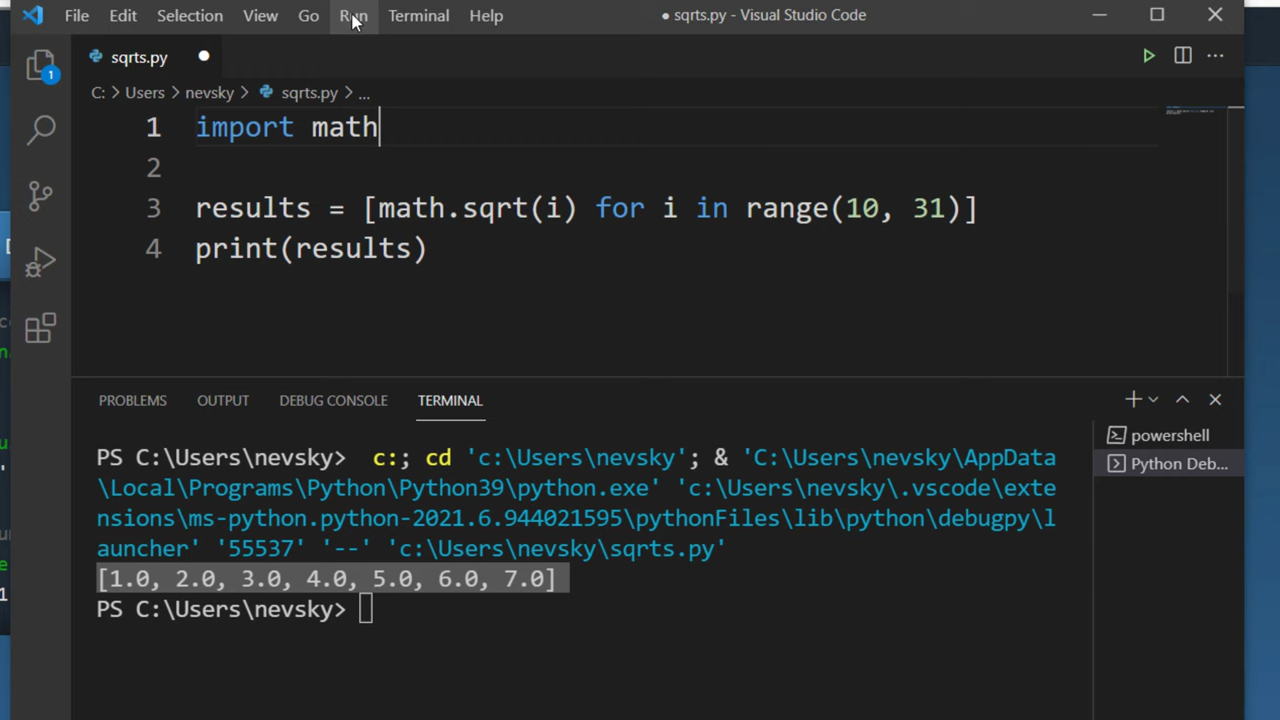 File Edit Selection View Go Run Terminal Help ● sqrts.py - Visual Studio Code
sqrts.py
1
C: > Users > nevsky > sqrts.py > ...
1 import math
2
3 results = [math.sqrt(i) for i in range(10, 31)]
4 print(results)
PROBLEMS OUTPUT DEBUG CONSOLE TERMINAL
powershell
Python Deb...
PS C:\Users\nevsky>  c:; cd 'c:\Users\nevsky'; & 'C:\Users\nevsky\AppData
\Local\Programs\Python\Python39\python.exe' 'c:\Users\nevsky\.vscode\exte
nsions\ms-python.python-2021.6.944021595\pythonFiles\lib\python\debugpy\l
auncher' '55537' '--' 'c:\Users\nevsky\sqrts.py'
[1.0, 2.0, 3.0, 4.0, 5.0, 6.0, 7.0]
PS C:\Users\nevsky>